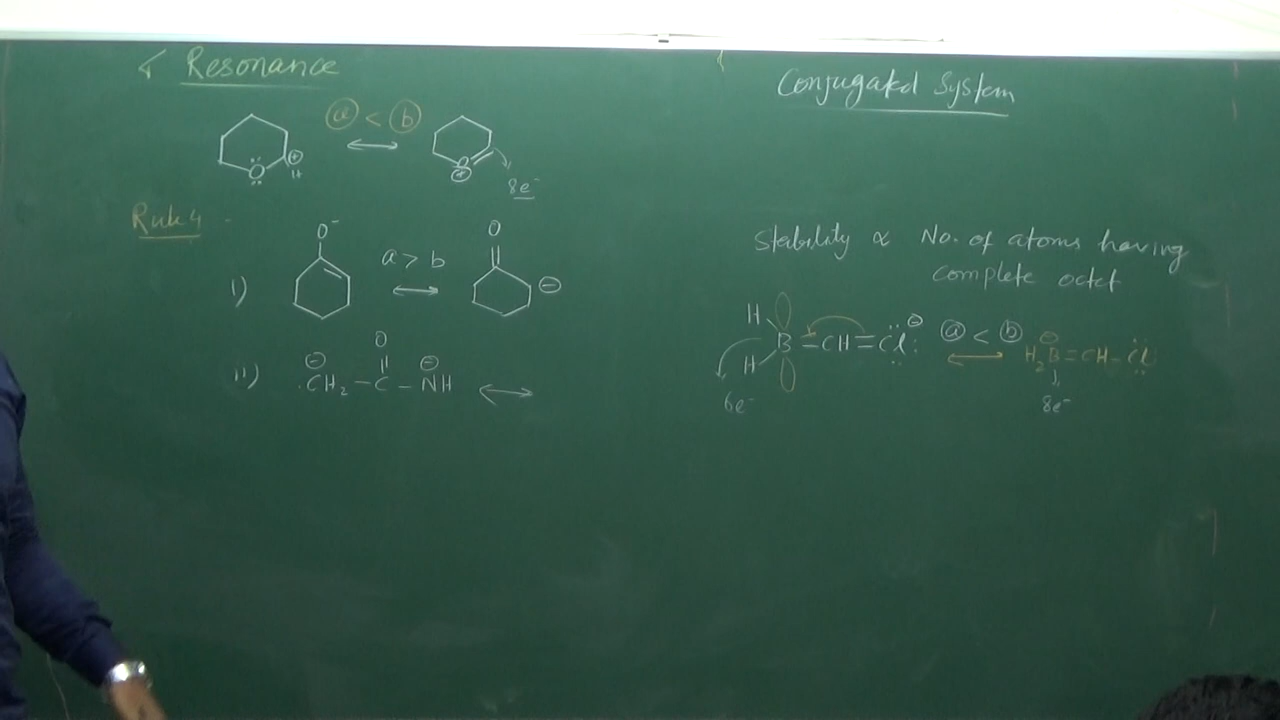 Resonance
ⓐ < ⓑ
O ⊕ H
O ⊕
8e⁻
Rule 4
i) O⁻ a > b O ⊖
ii) ⊖ O ⊖
CH₂ – C – NH
Conjugated System
Stability ∝ No. of atoms having
complete octet
H
H B = CH = Cl ⊖ ⓐ < ⓑ H₂B = CH – Cl ⊖
6e⁻ 8e⁻